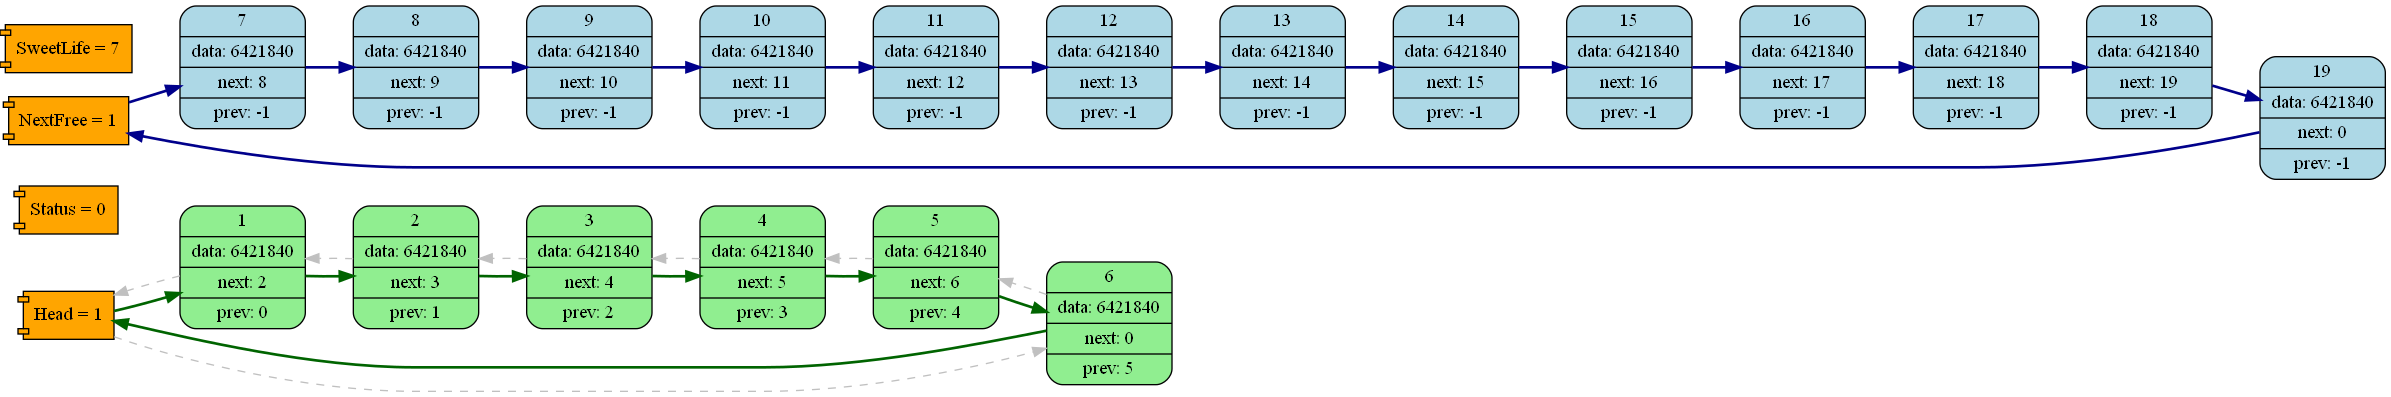 SweetLife = 7
NextFree = 1
7
data: 6421840
next: 8
prev: -1
8
data: 6421840
next: 9
prev: -1
9
data: 6421840
next: 10
prev: -1
10
data: 6421840
next: 11
prev: -1
11
data: 6421840
next: 12
prev: -1
12
data: 6421840
next: 13
prev: -1
13
data: 6421840
next: 14
prev: -1
14
data: 6421840
next: 15
prev: -1
15
data: 6421840
next: 16
prev: -1
16
data: 6421840
next: 17
prev: -1
17
data: 6421840
next: 18
prev: -1
18
data: 6421840
next: 19
prev: -1
19
data: 6421840
next: 0
prev: -1
Status = 0
Head = 1
1
data: 6421840
next: 2
prev: 0
2
data: 6421840
next: 3
prev: 1
3
data: 6421840
next: 4
prev: 2
4
data: 6421840
next: 5
prev: 3
5
data: 6421840
next: 6
prev: 4
6
data: 6421840
next: 0
prev: 5